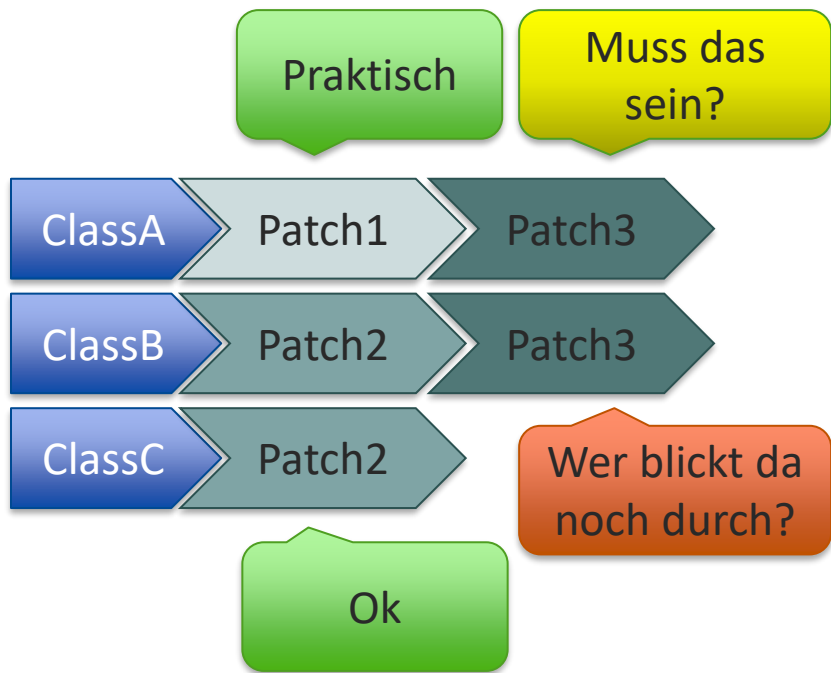 Praktisch
Muss das
sein?
ClassA
Patch1
Patch3
ClassB
Patch2
Patch3
ClassC
Patch2
Wer blickt da
noch durch?
Ok